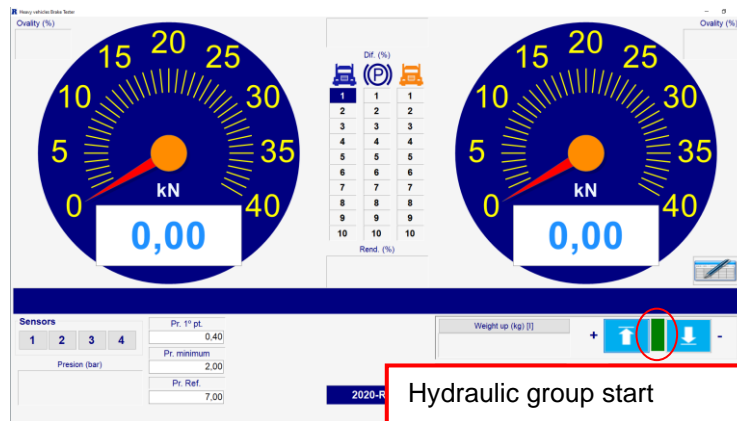 Heavy vehicles Brake Tester
Ovality (%)
Ovality (%)
0 5 10 15 20 25 30 35 40
kN
0,00
Dif. (%)
P
1 1 1
2 2 2
3 3 3
4 4 4
5 5 5
6 6 6
7 7 7
8 8 8
9 9 9
10 10 10
Rend. (%)
0 5 10 15 20 25 30 35 40
kN
0,00
Sensors
1 2 3 4
Presion (bar)
Pr. 1º pt.
0,40
Pr. minimum
2,00
Pr. Ref.
7,00
Weight up (kg) [I]
+ -
2020-R
Hydraulic group start